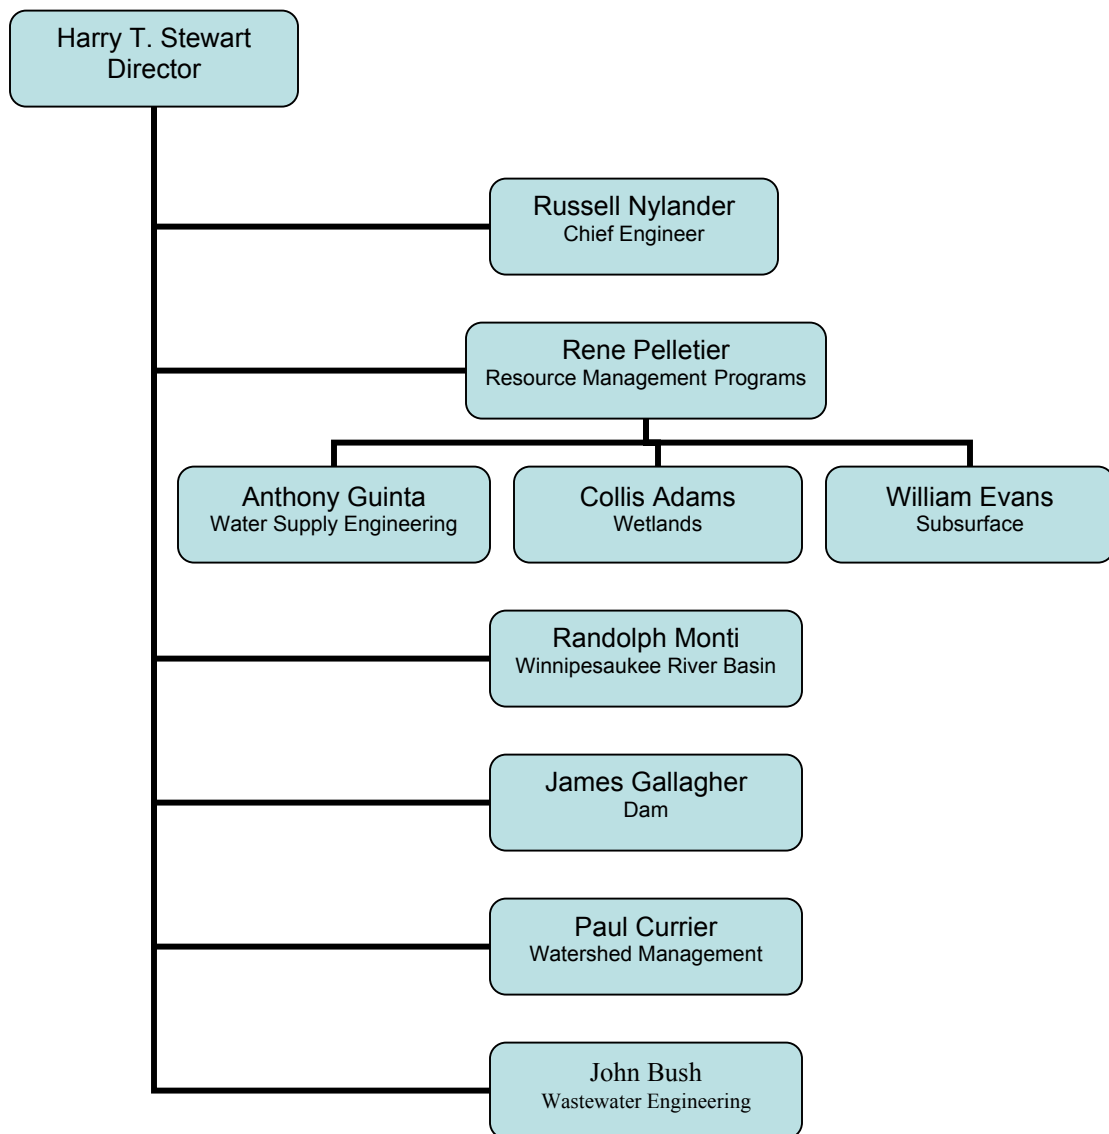 Harry T. Stewart
Director
Russell Nylander
Chief Engineer
Rene Pelletier
Resource Management Programs
Anthony Guinta
Water Supply Engineering
Collis Adams
Wetlands
William Evans
Subsurface
Randolph Monti
Winnipesaukee River Basin
James Gallagher
Dam
Paul Currier
Watershed Management
John Bush
Wastewater Engineering